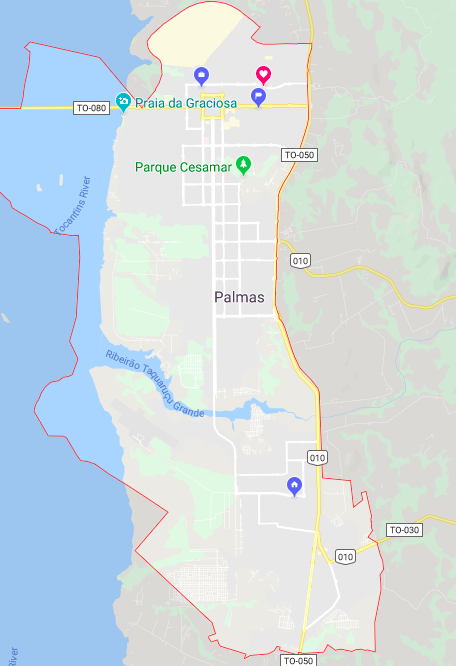 Praia da Graciosa
TO-080
TO-050
Parque Cesamar
Tocantins River
010
Palmas
Ribeirão Taquaruçu Grande
010
TO-030
010
River
TO-050